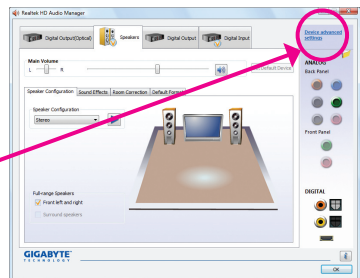 Realtek HD Audio Manager
Digital Output(Optical)
Speakers
Digital Output
Digital Input
Device advanced
settings
Main Volume
L
R
Default Device
ANALOG
Back Panel
Speaker Configuration
Sound Effects
Room Correction
Default Format
Speaker Configuration
Stereo
Front Panel
Full-range Speakers
Front left and right
Surround speakers
DIGITAL
GIGABYTE
TECHNOLOGY
OK